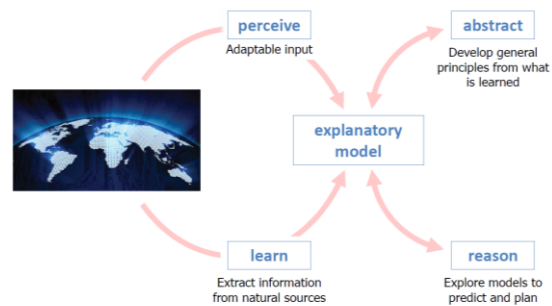 perceive
Adaptable input
abstract
Develop general
principles from what
is learned
explanatory
model
learn
Extract information
from natural sources
reason
Explore models to
predict and plan